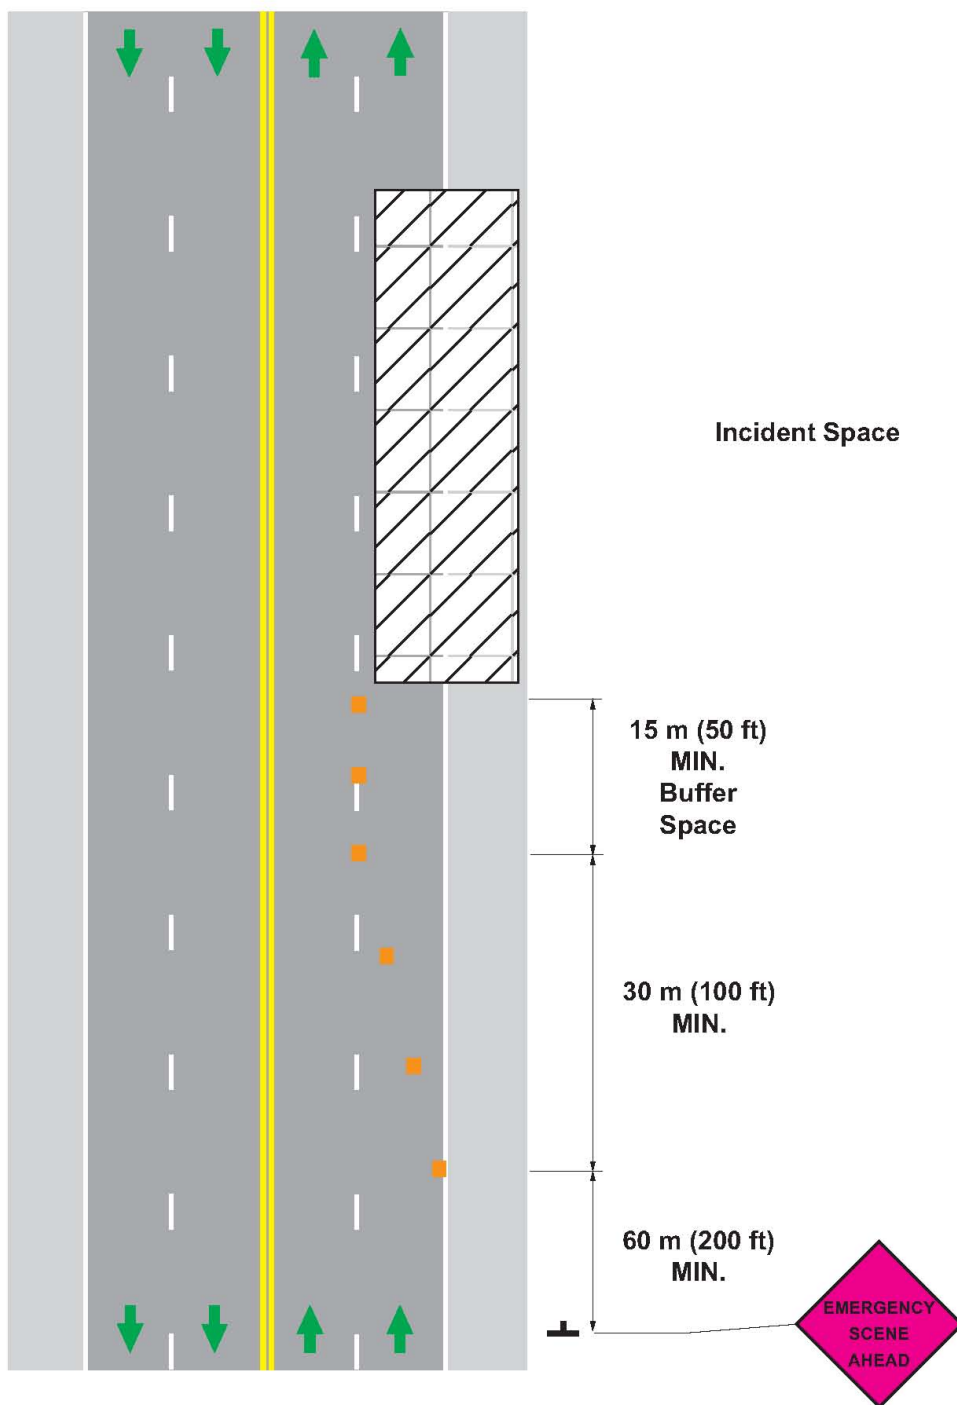 Incident Space
15 m (50 ft)
MIN.
Buffer
Space
30 m (100 ft)
MIN.
60 m (200 ft)
MIN.
EMERGENCY
SCENE
AHEAD